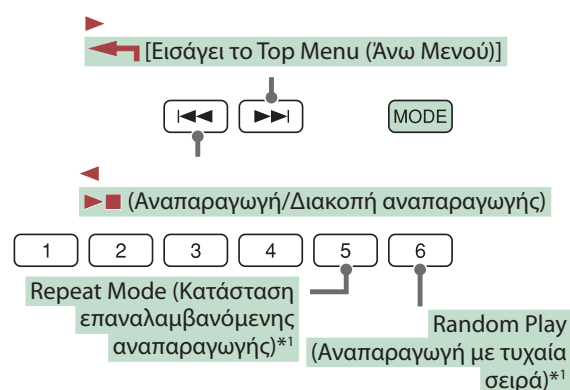 [Εισάγει το Top Menu (Άνω Μενού)]
MODE
(Αναπαραγωγή/Διακοπή αναπαραγωγής)
1 2 3 4 5 6
Repeat Mode (Κατάσταση
επαναλαμβανόμενης
αναπαραγωγής)*1
Random Play
(Αναπαραγωγή με τυχαία
σειρά)*1